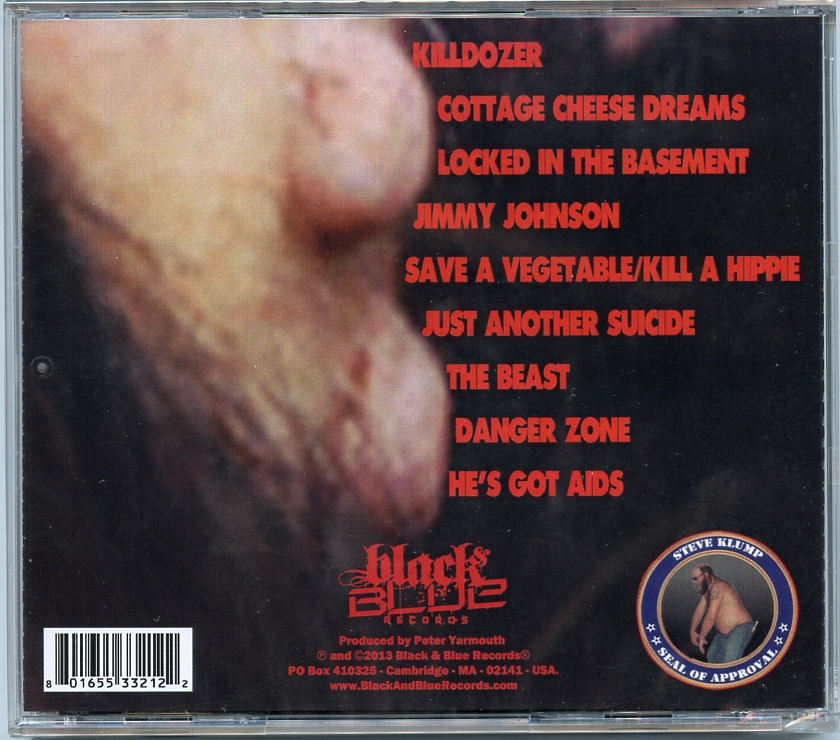 KILLDOZER
COTTAGE CHEESE DREAMS
LOCKED IN THE BASEMENT
JIMMY JOHNSON
SAVE A VEGETABLE/KILL A HIPPIE
JUST ANOTHER SUICIDE
THE BEAST
DANGER ZONE
HE'S GOT AIDS
black &
BLUE
RECORDS
Produced by Peter Yarmouth
℗ and ©2013 Black & Blue Records®
PO Box 410325 - Cambridge - MA - 02141 - USA.
www.BlackAndBlueRecords.com
8 01655 33212 2
STEVE KLUMP
SEAL OF APPROVAL